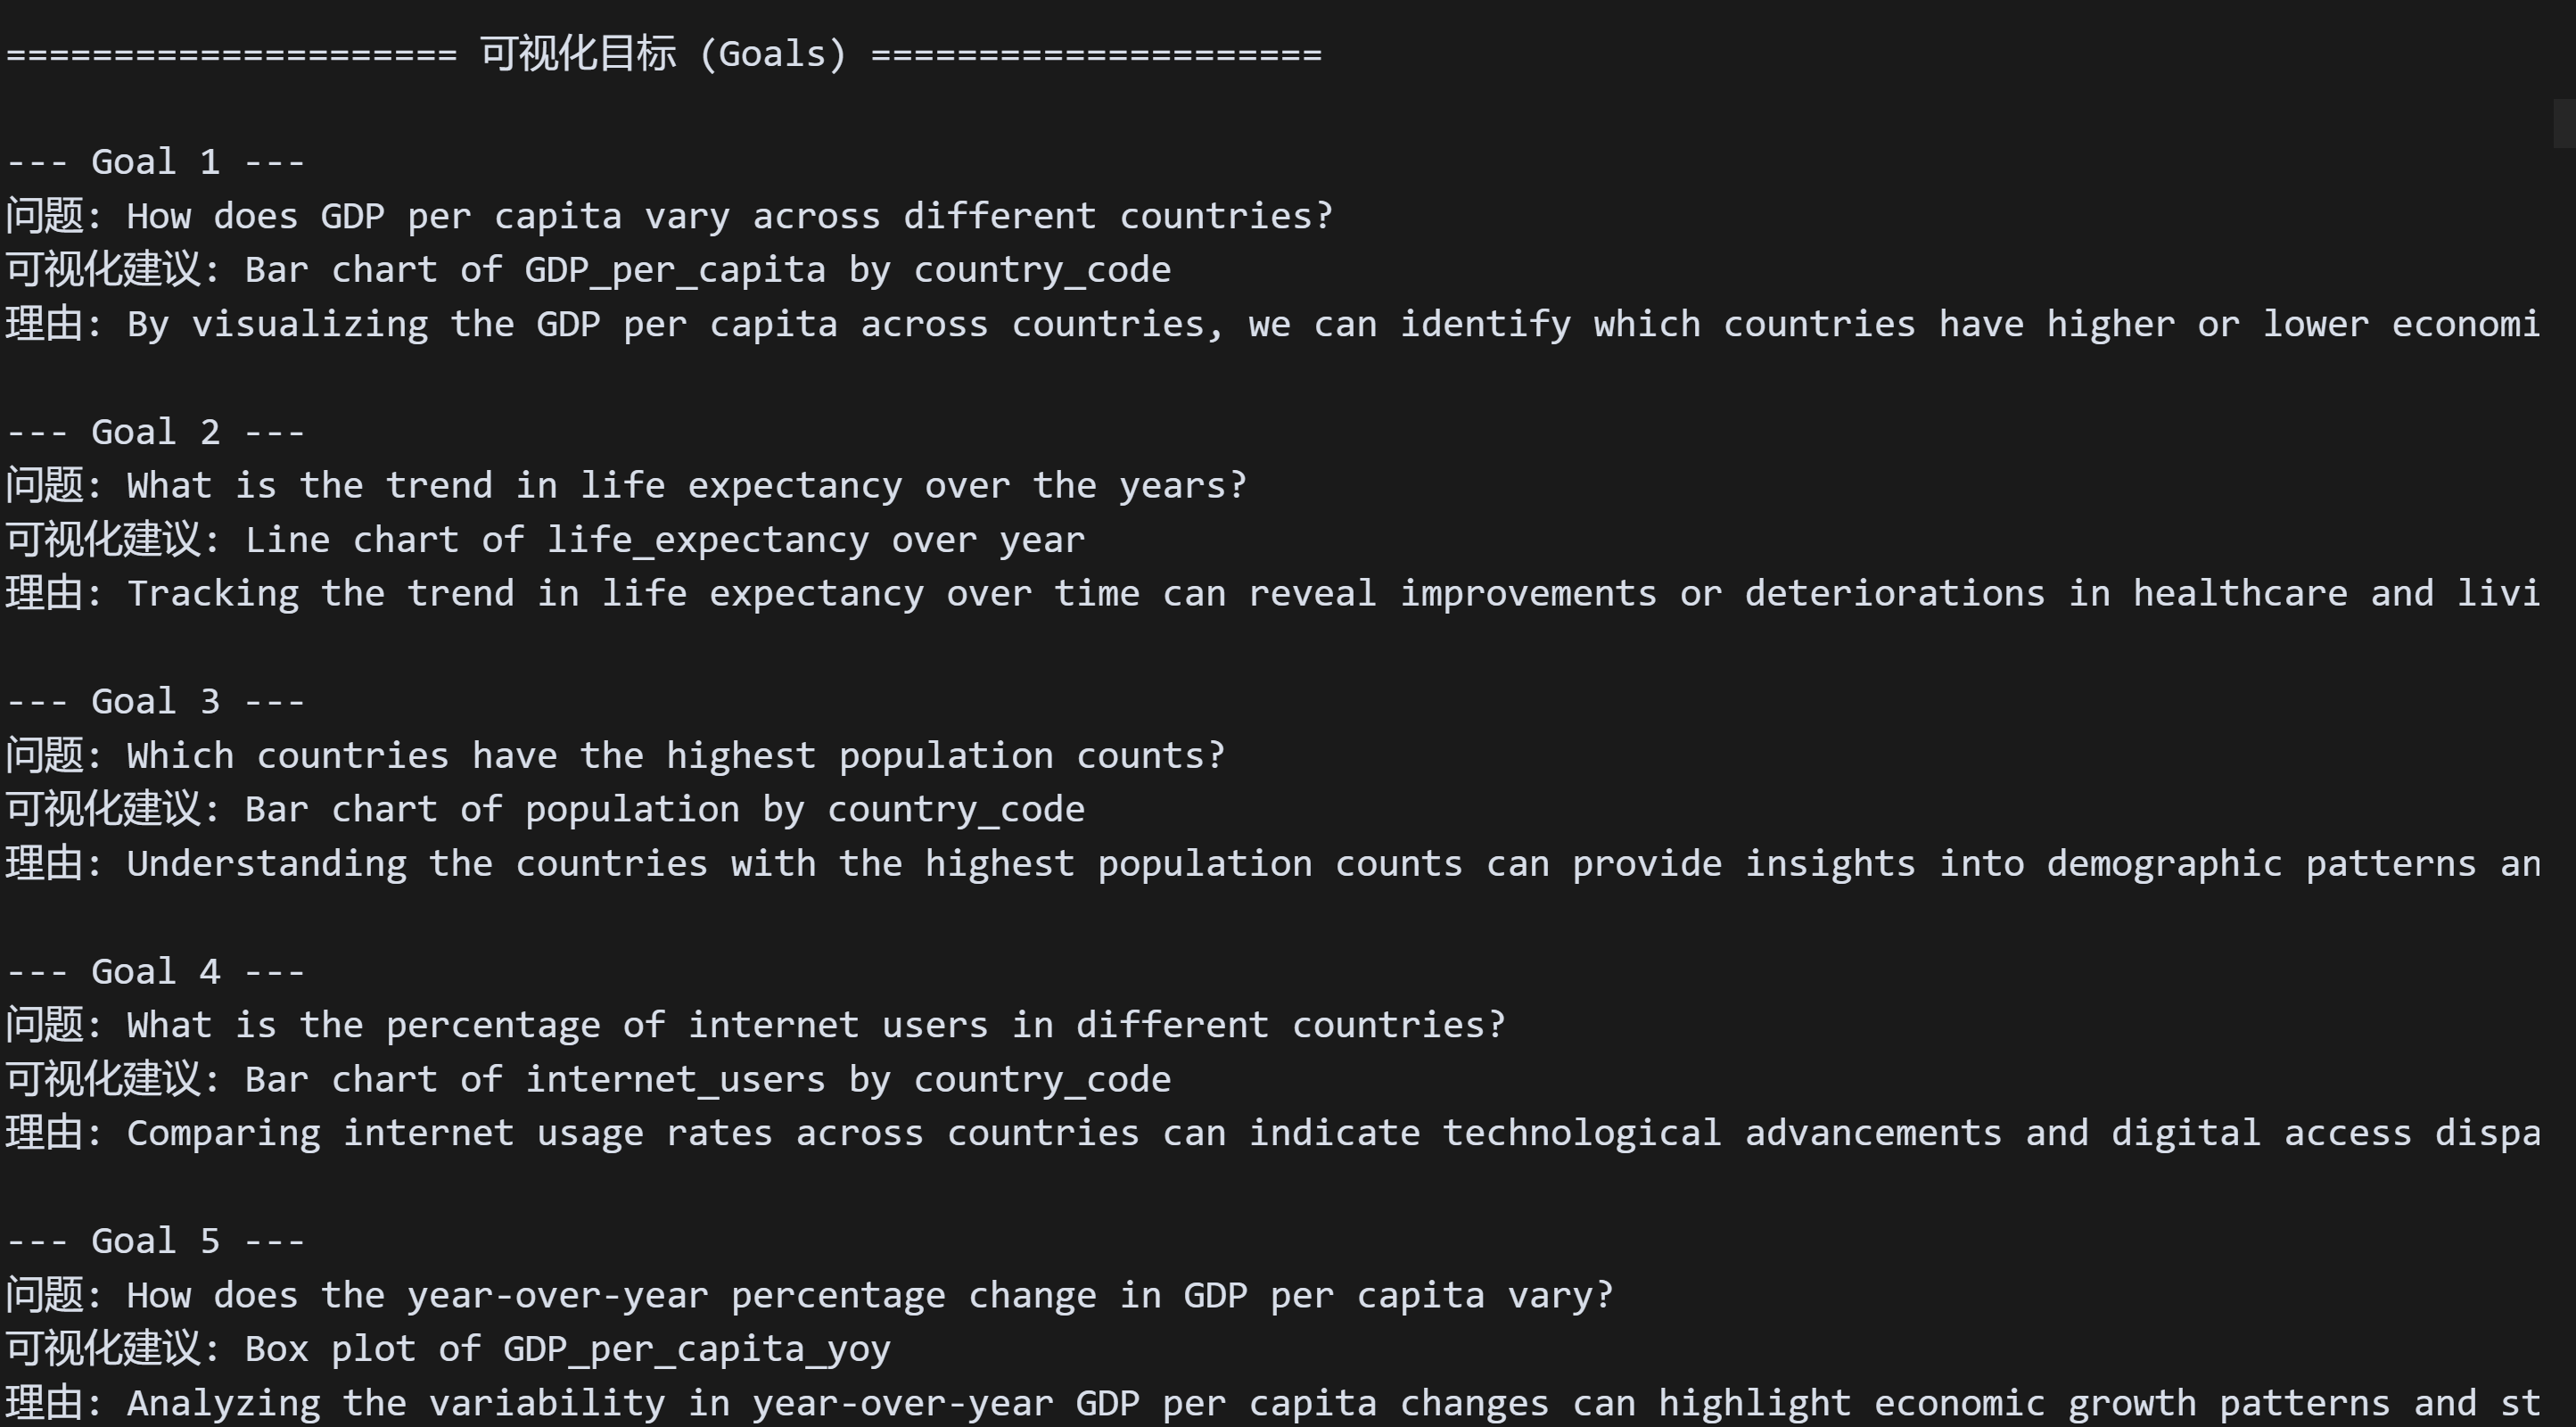 ===================== 可视化目标 (Goals) =====================
--- Goal 1 ---
问题: How does GDP per capita vary across different countries?
可视化建议: Bar chart of GDP_per_capita by country_code
理由: By visualizing the GDP per capita across countries, we can identify which countries have higher or lower economi
--- Goal 2 ---
问题: What is the trend in life expectancy over the years?
可视化建议: Line chart of life_expectancy over year
理由: Tracking the trend in life expectancy over time can reveal improvements or deteriorations in healthcare and livi
--- Goal 3 ---
问题: Which countries have the highest population counts?
可视化建议: Bar chart of population by country_code
理由: Understanding the countries with the highest population counts can provide insights into demographic patterns an
--- Goal 4 ---
问题: What is the percentage of internet users in different countries?
可视化建议: Bar chart of internet_users by country_code
理由: Comparing internet usage rates across countries can indicate technological advancements and digital access dispa
--- Goal 5 ---
问题: How does the year-over-year percentage change in GDP per capita vary?
可视化建议: Box plot of GDP_per_capita_yoy
理由: Analyzing the variability in year-over-year GDP per capita changes can highlight economic growth patterns and st